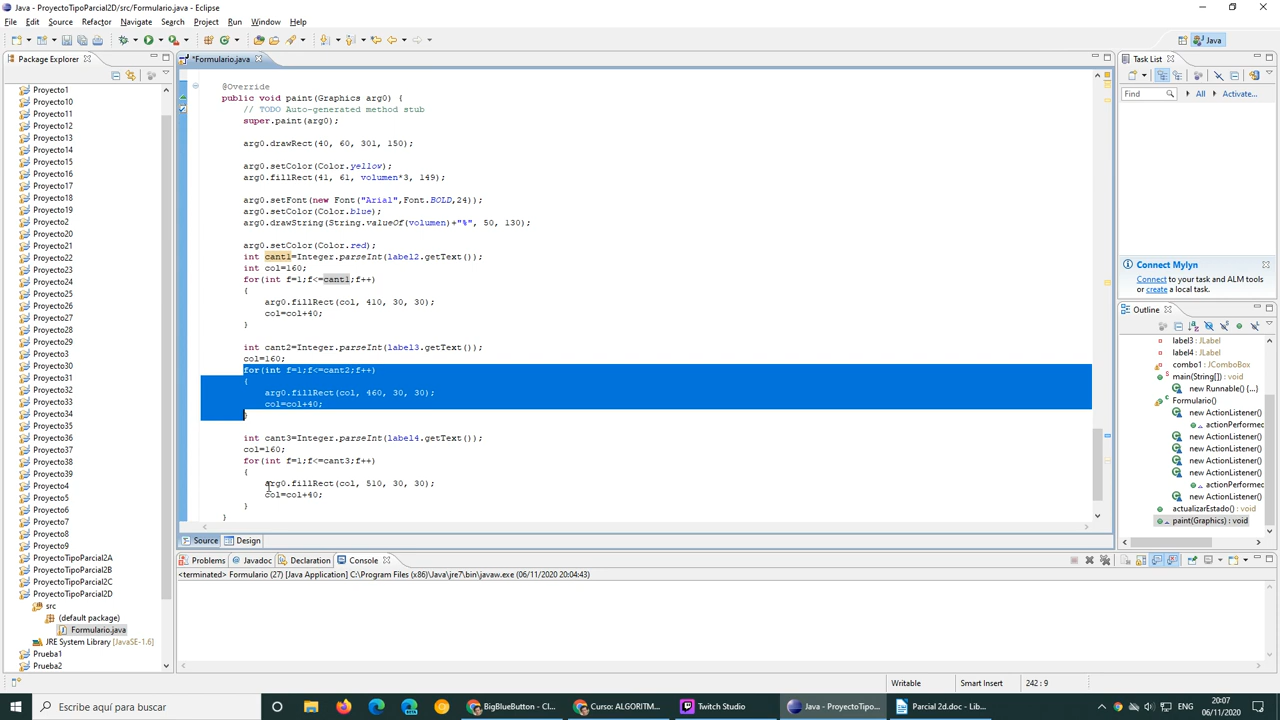 Java - ProyectoTipoParcial2D/src/Formulario.java - Eclipse
File Edit Source Refactor Navigate Search Project Run Window Help
Java
Package Explorer
Proyecto1
Proyecto10
Proyecto11
Proyecto12
Proyecto13
Proyecto14
Proyecto15
Proyecto16
Proyecto17
Proyecto18
Proyecto19
Proyecto2
Proyecto20
Proyecto21
Proyecto22
Proyecto23
Proyecto24
Proyecto25
Proyecto26
Proyecto27
Proyecto28
Proyecto29
Proyecto3
Proyecto30
Proyecto31
Proyecto32
Proyecto33
Proyecto34
Proyecto35
Proyecto36
Proyecto37
Proyecto38
Proyecto39
Proyecto4
Proyecto5
Proyecto6
Proyecto7
Proyecto8
Proyecto9
ProyectoTipoParcial2A
ProyectoTipoParcial2B
ProyectoTipoParcial2C
ProyectoTipoParcial2D
src
(default package)
Formulario.java
JRE System Library [JavaSE-1.6]
Prueba1
Prueba2
*Formulario.java
@Override
public void paint(Graphics arg0) {
// TODO Auto-generated method stub
super.paint(arg0);
arg0.drawRect(40, 60, 301, 150);
arg0.setColor(Color.yellow);
arg0.fillRect(41, 61, volumen*3, 149);
arg0.setFont(new Font("Arial",Font.BOLD,24));
arg0.setColor(Color.blue);
arg0.drawString(String.valueOf(volumen)+"%", 50, 130);
arg0.setColor(Color.red);
int cant1=Integer.parseInt(label2.getText());
int col=160;
for(int f=1;f<=cant1;f++)
{
arg0.fillRect(col, 410, 30, 30);
col=col+40;
}
int cant2=Integer.parseInt(label3.getText());
col=160;
for(int f=1;f<=cant2;f++)
{
arg0.fillRect(col, 460, 30, 30);
col=col+40;
}
int cant3=Integer.parseInt(label4.getText());
col=160;
for(int f=1;f<=cant3;f++)
{
arg0.fillRect(col, 510, 30, 30);
col=col+40;
}
}
Source Design
Problems Javadoc Declaration Console
<terminated> Formulario (27) [Java Application] C:\Program Files (x86)\Java\jre7\bin\javaw.exe (06/11/2020 20:04:43)
Task List
Find All Activate...
Connect Mylyn
Connect to your task and ALM tools
or create a local task.
Outline
label3 : JLabel
label4 : JLabel
combo1 : JComboBox
main(String[]) : void
new Runnable() {...}
Formulario()
new ActionListener()
actionPerformed
new ActionListener()
new ActionListener()
new ActionListener()
new ActionListener()
actionPerformed
actualizarEstado() : void
paint(Graphics) : void
Writable Smart Insert 242 : 9
Escribe aquí para buscar
BigBlueButton - Cl...
Curso: ALGORITM...
Twitch Studio
Java - ProyectoTipo...
Parcial 2d.doc - Lib...
20:07
06/11/2020